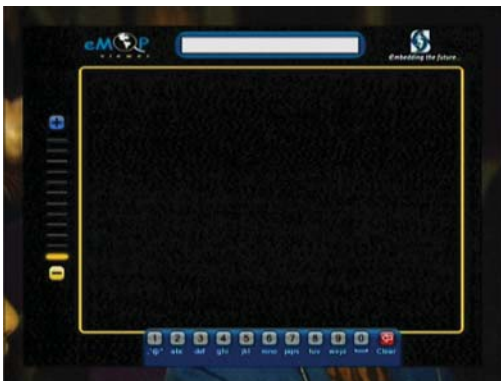 eMAP
viewer
Embedding the future...
+
-
1 2 3 4 5 6 7 8 9 0
abc def ghi jkl mno pqrs tuv wxyz Clear